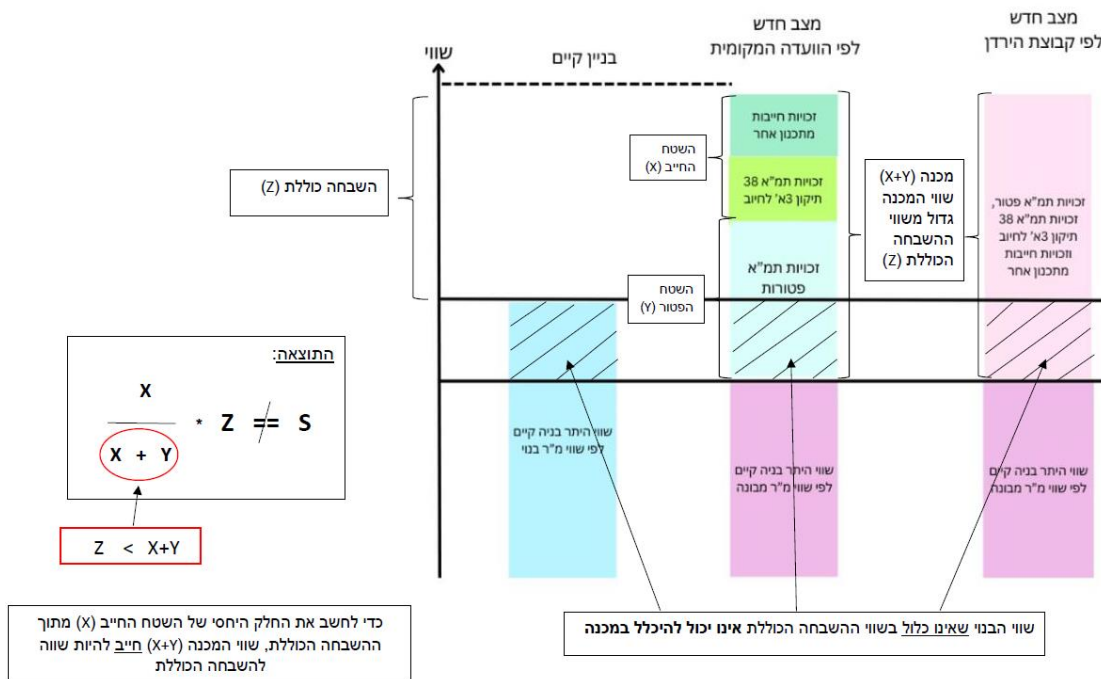 מצב חדש
לפי קבוצת הירדן
מצב חדש
לפי הוועדה המקומית
בניין קיים
שווי
זכויות חייבות
מתכנון אחר
זכויות תמ"א 38
תיקון 3א' לחיוב
זכויות תמ"א
פטורות
השטח
החייב (X)
השטח
הפטור (Y)
השבחה כוללת (Z)
מכנה (X+Y)
שווי המכנה
גדול משווי
ההשבחה
הכוללת (Z)
זכויות תמ"א פטור,
זכויות תמ"א 38
תיקון 3א' לחיוב
וזכויות חייבות
מתכנון אחר
שווי היתר בניה קיים
לפי שווי מ"ר בנוי
שווי היתר בניה קיים
לפי שווי מ"ר מבונה
שווי היתר בניה קיים
לפי שווי מ"ר מבונה
התוצאה:
X
X + Y
* Z ≠ S
Z < X+Y
שווי הבנוי שאינו כלול בשווי ההשבחה הכוללת אינו יכול להיכלל במכנה
כדי לחשב את החלק היחסי של השטח החייב (X) מתוך
ההשבחה הכוללת, שווי המכנה (X+Y) חייב להיות שווה
להשבחה הכוללת